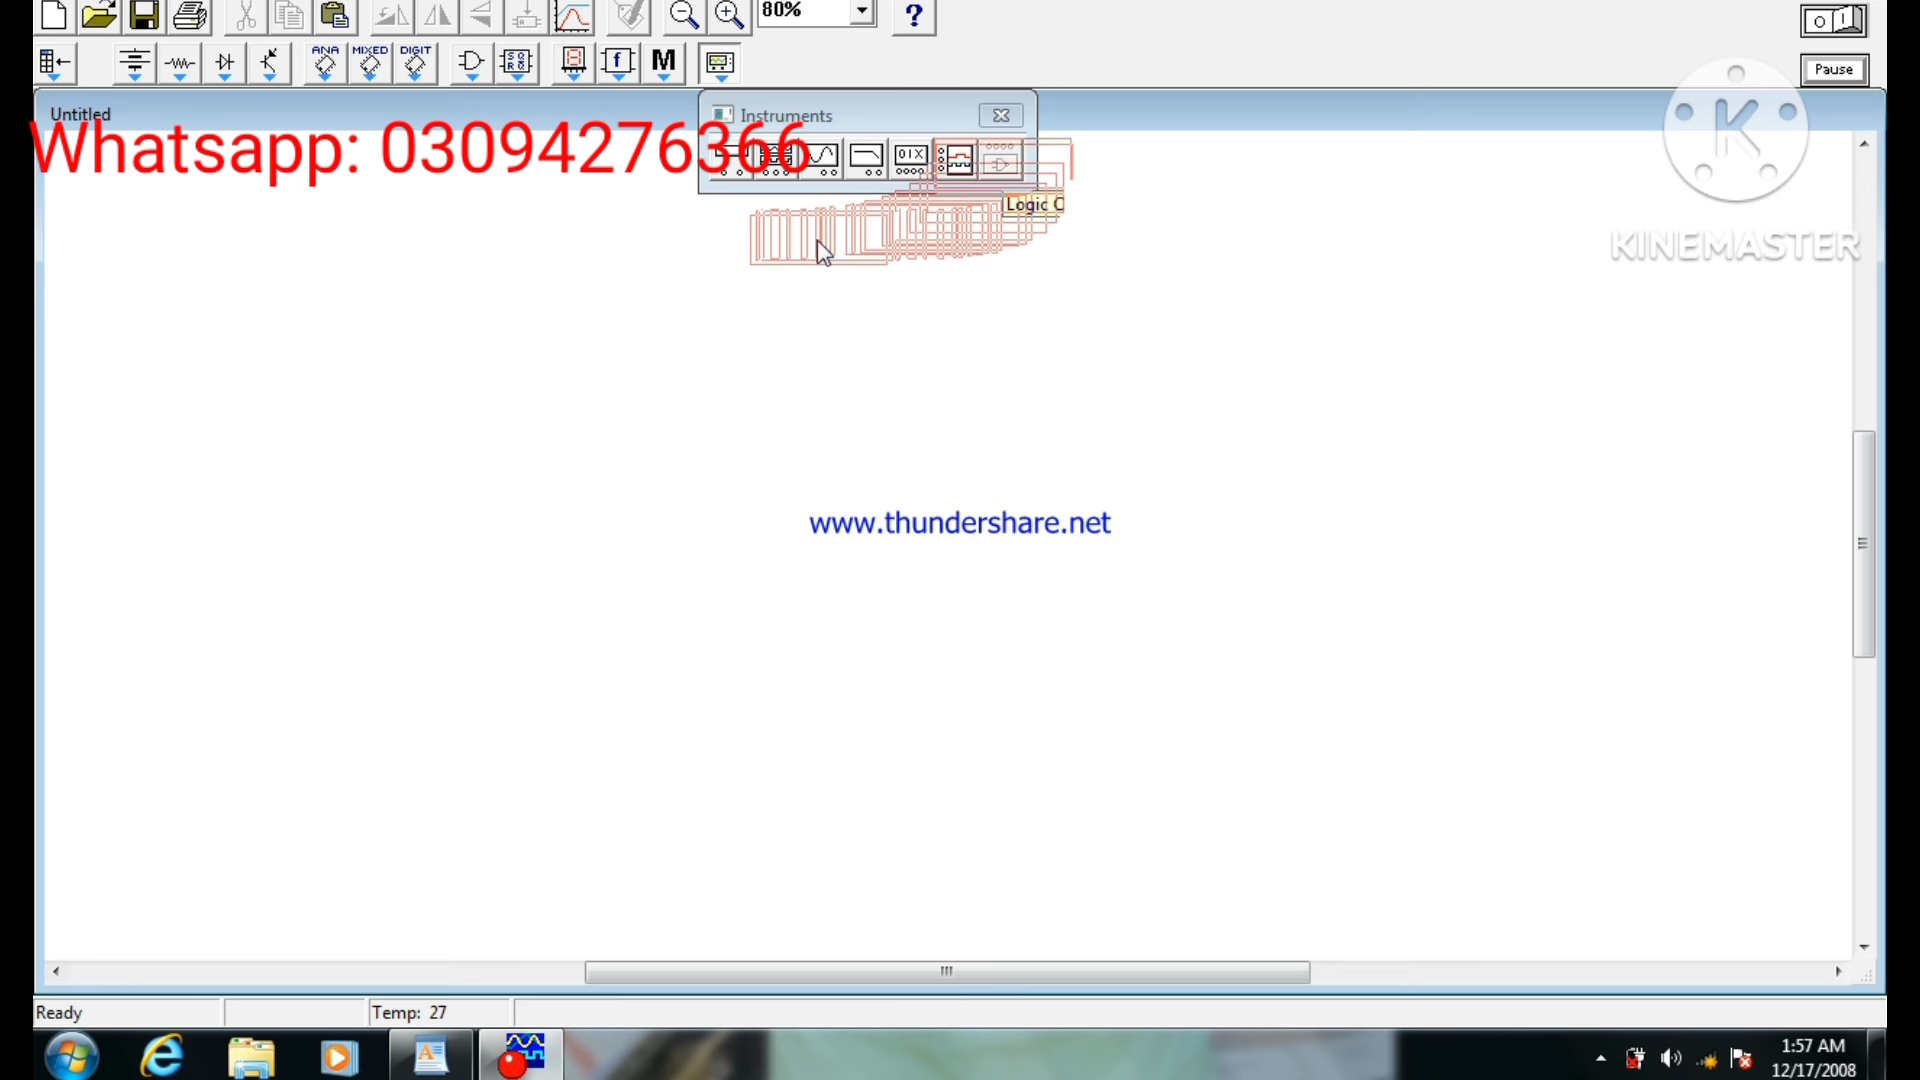 80%
?
Pause
ANA MIXED DIGIT
f M
Untitled
Instruments
Whatsapp: 03094276366
Logic C
K
KINEMASTER
www.thundershare.net
Ready
Temp: 27
1:57 AM
12/17/2008